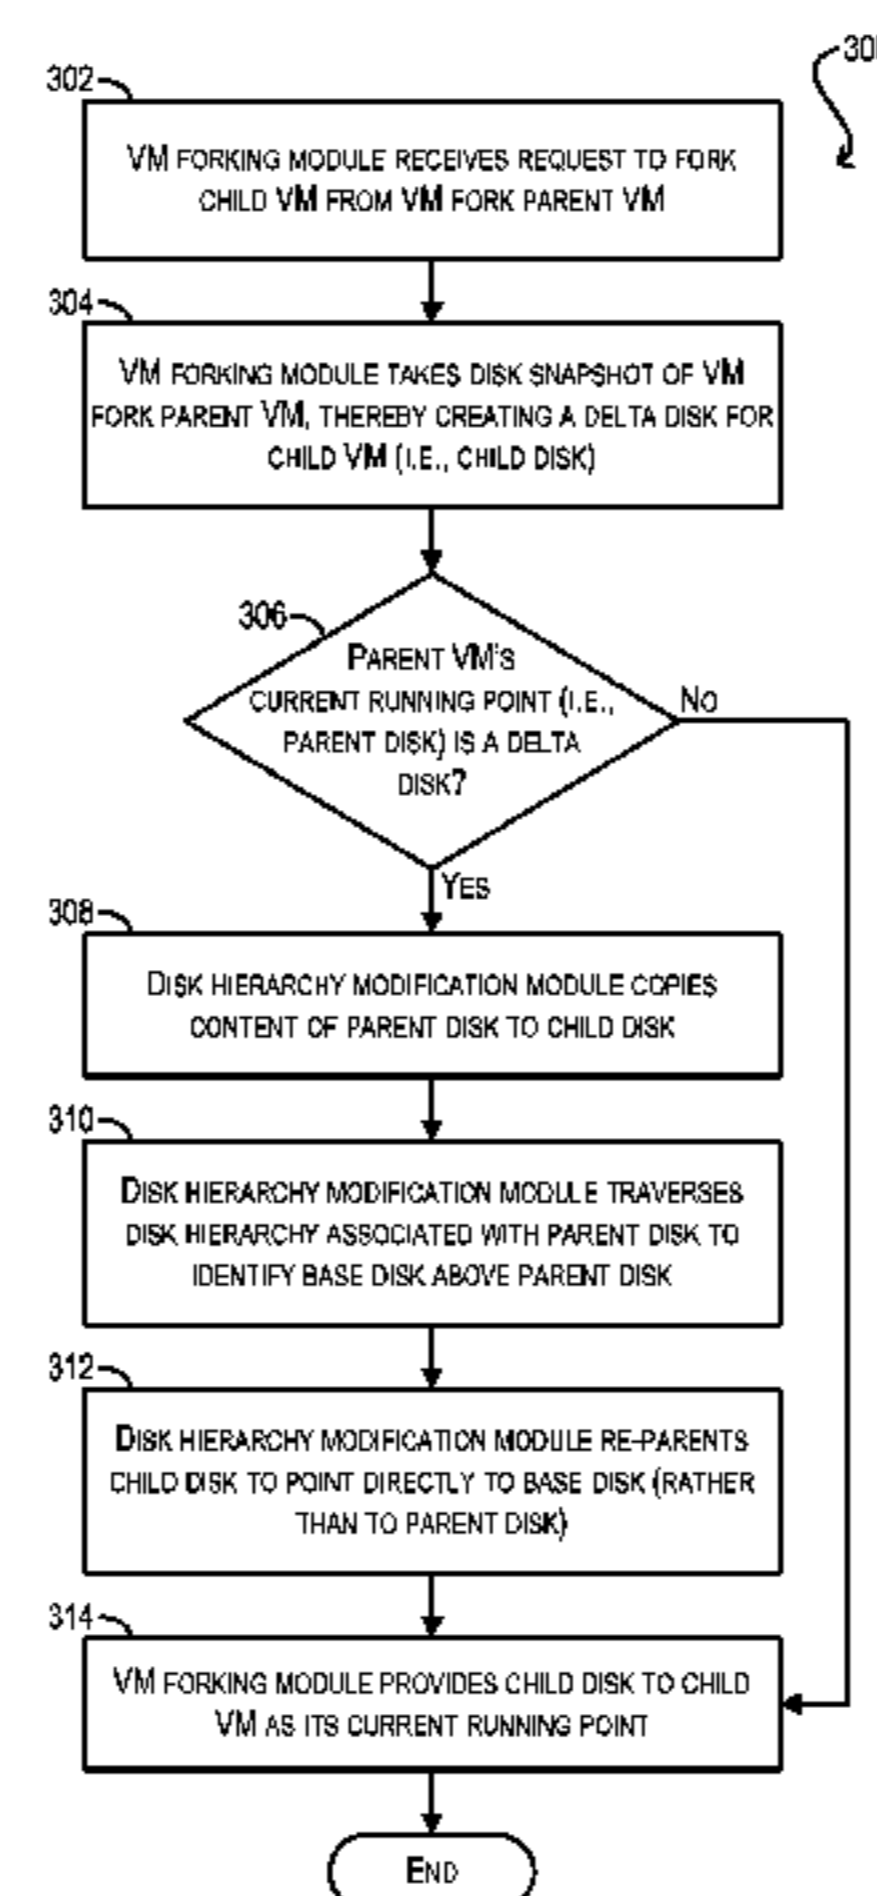 302
30
VM FORKING MODULE RECEIVES REQUEST TO FORK
CHILD VM FROM VM FORK PARENT VM
304
VM FORKING MODULE TAKES DISK SNAPSHOT OF VM
FORK PARENT VM, THEREBY CREATING A DELTA DISK FOR
CHILD VM (I.E., CHILD DISK)
306
PARENT VM'S
CURRENT RUNNING POINT (I.E.,
PARENT DISK) IS A DELTA
DISK?
NO
YES
308
DISK HIERARCHY MODIFICATION MODULE COPIES
CONTENT OF PARENT DISK TO CHILD DISK
310
DISK HIERARCHY MODIFICATION MODULE TRAVERSES
DISK HIERARCHY ASSOCIATED WITH PARENT DISK TO
IDENTIFY BASE DISK ABOVE PARENT DISK
312
DISK HIERARCHY MODIFICATION MODULE RE-PARENTS
CHILD DISK TO POINT DIRECTLY TO BASE DISK (RATHER
THAN TO PARENT DISK)
314
VM FORKING MODULE PROVIDES CHILD DISK TO CHILD
VM AS ITS CURRENT RUNNING POINT
END